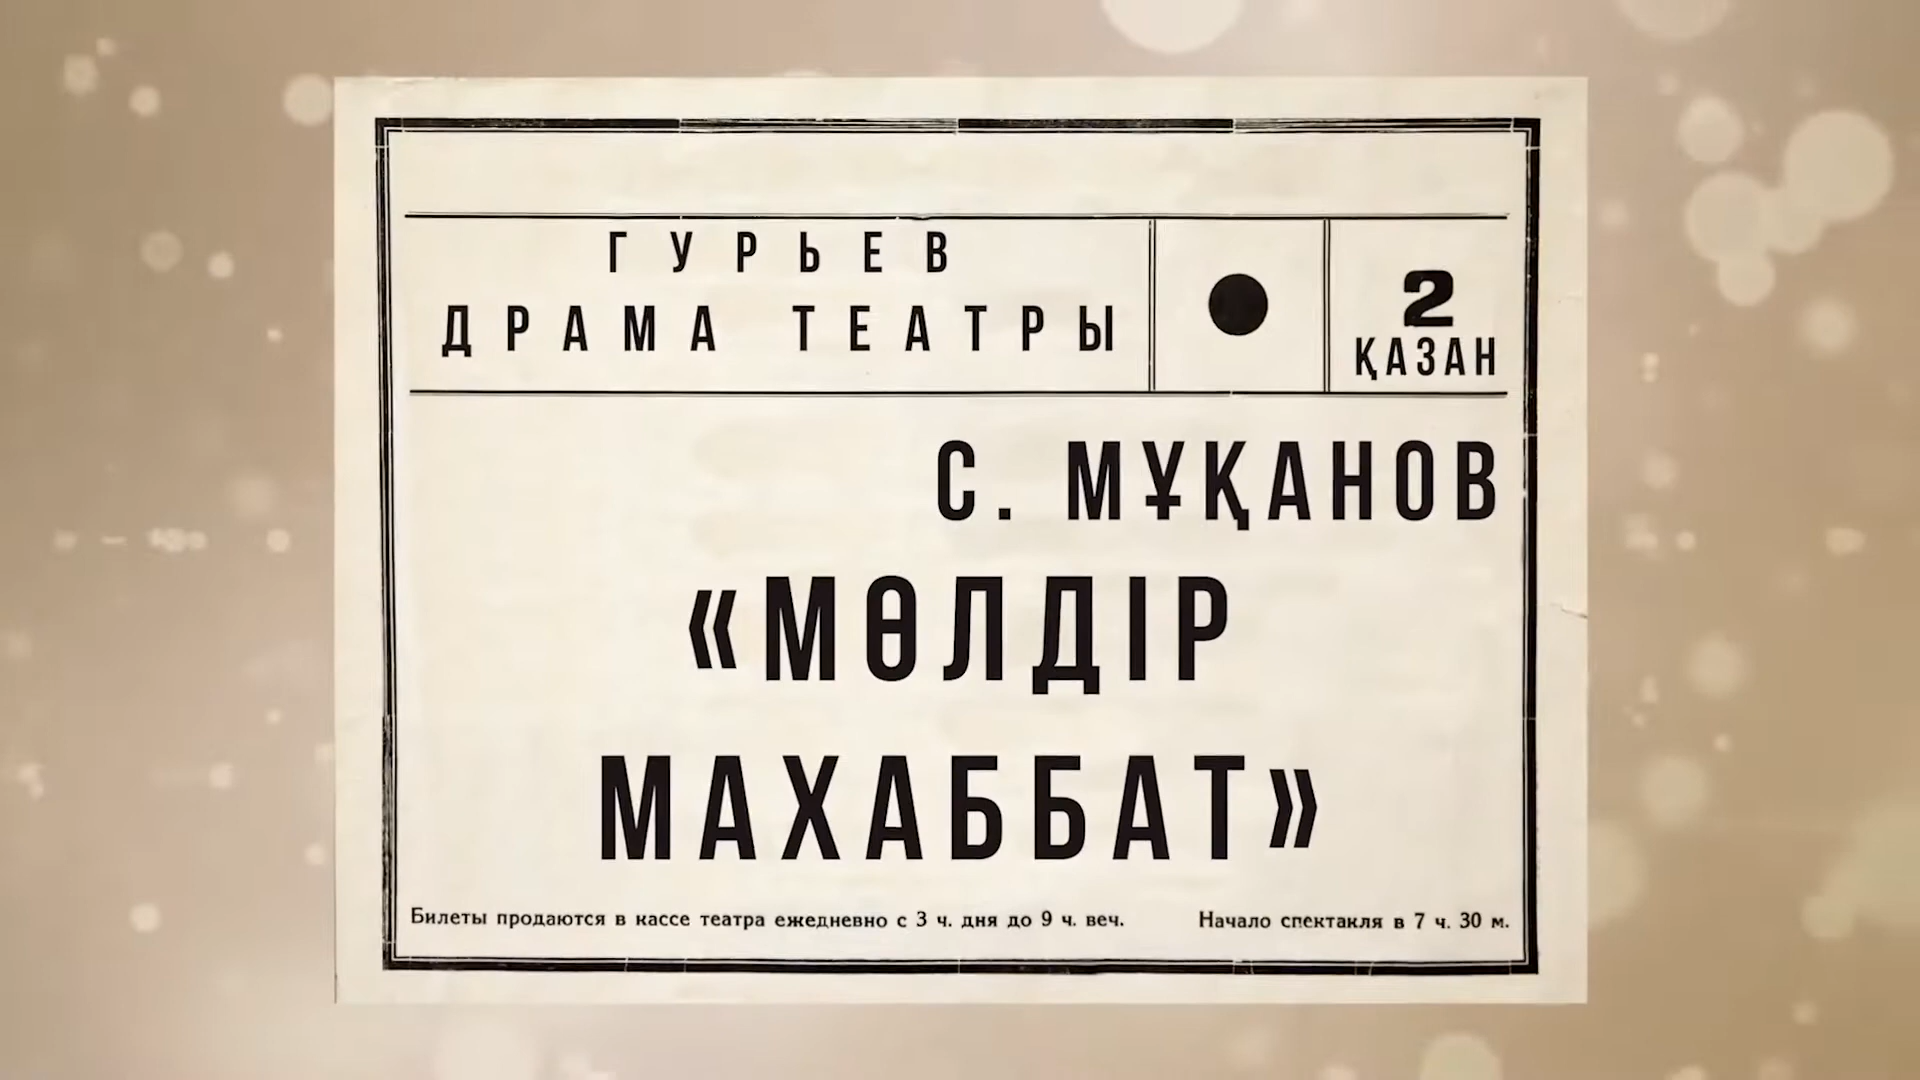 ГУРЬЕВ
ДРАМА ТЕАТРЫ
2
ҚАЗАН
С. МҰҚАНОВ
«МӨЛДІР
МАХАББАТ»
Билеты продаются в кассе театра ежедневно с 3 ч. дня до 9 ч. веч.
Начало спектакля в 7 ч. 30 м.